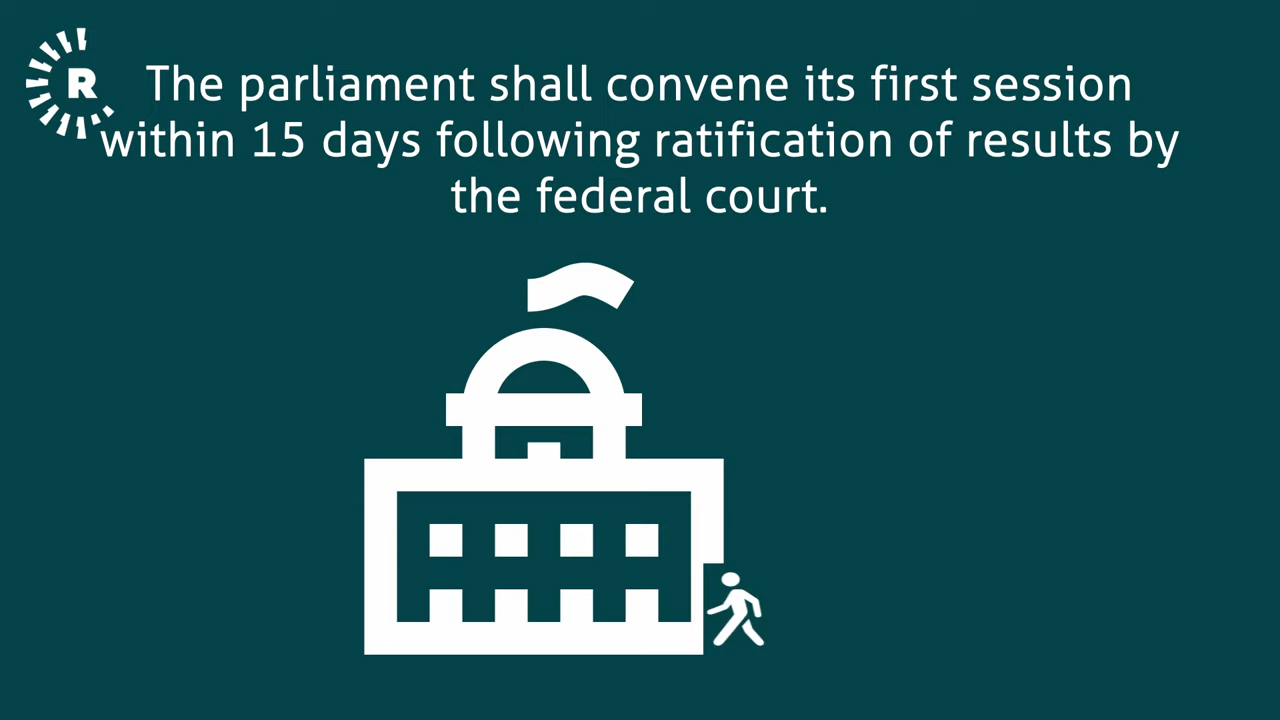 R
The parliament shall convene its first session
within 15 days following ratification of results by
the federal court.